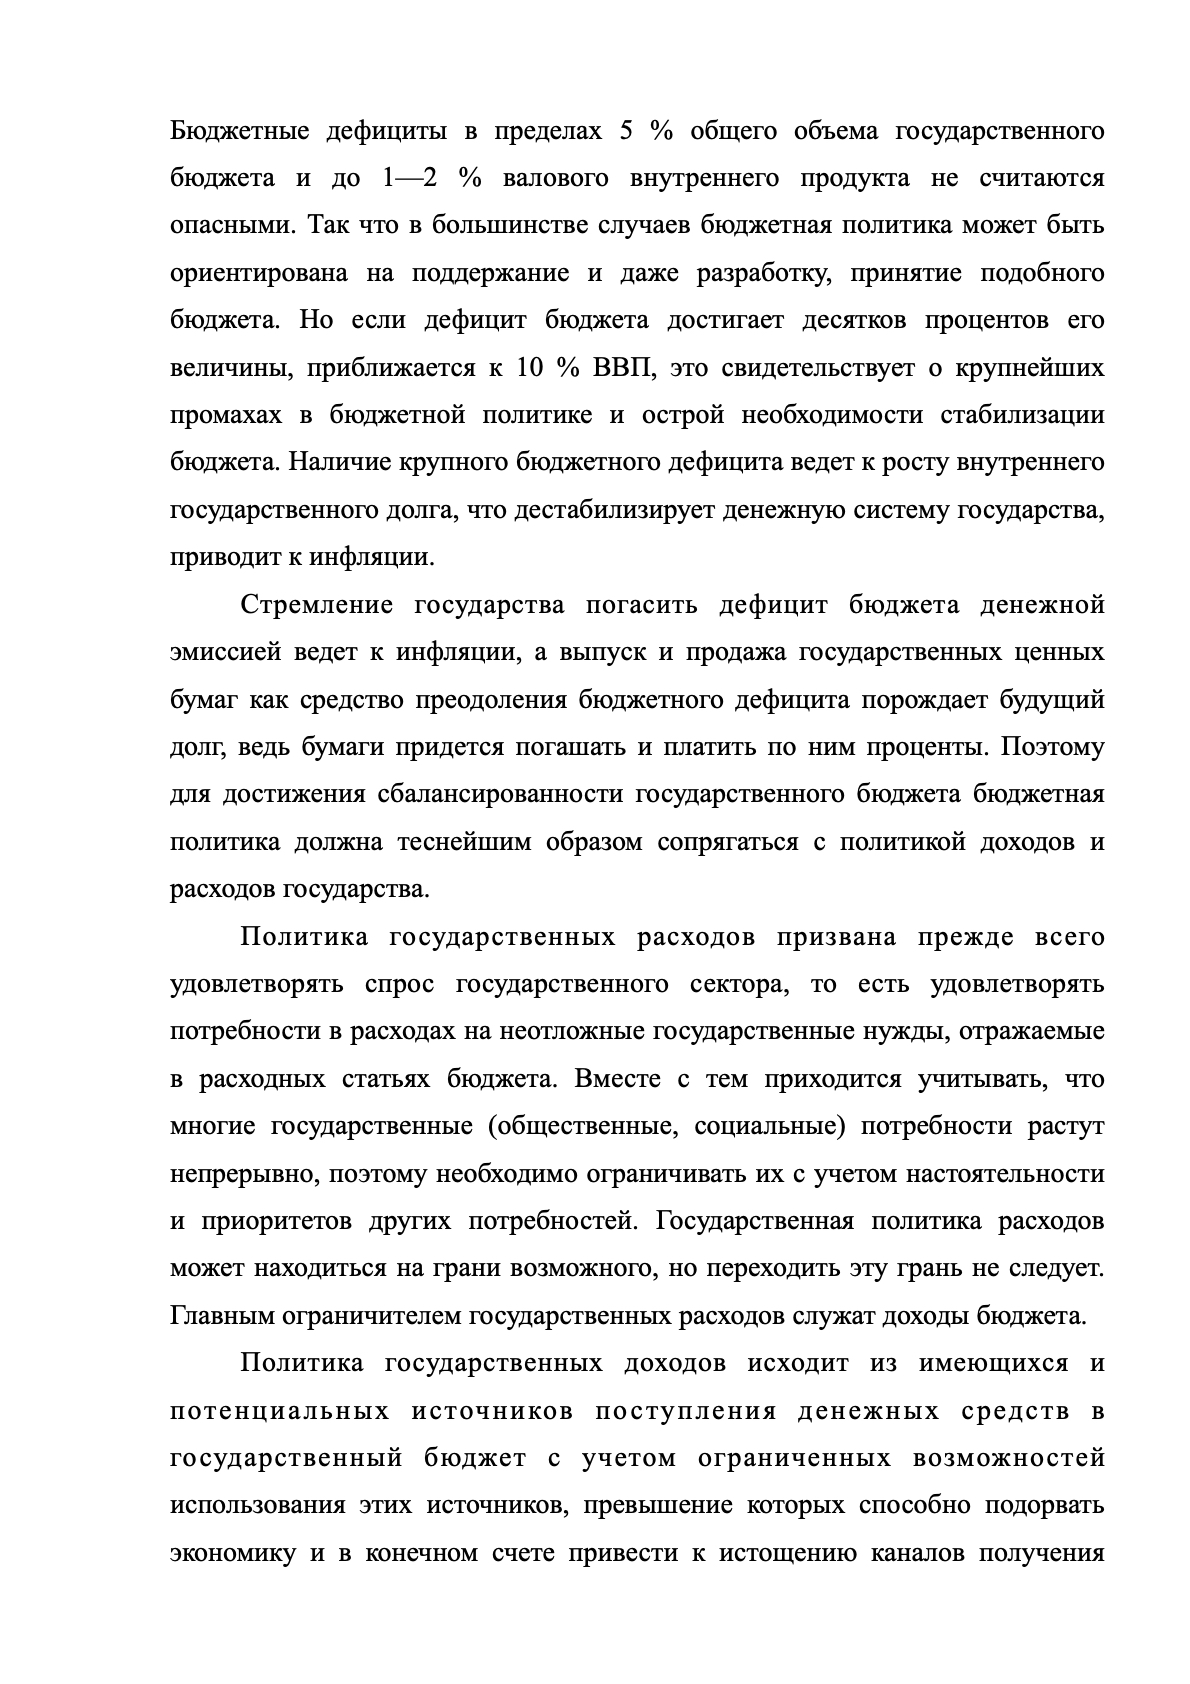 Бюджетные дефициты в пределах 5 % общего объема государственного
бюджета и до 1—2 % валового внутреннего продукта не считаются
опасными. Так что в большинстве случаев бюджетная политика может быть
ориентирована на поддержание и даже разработку, принятие подобного
бюджета. Но если дефицит бюджета достигает десятков процентов его
величины, приближается к 10 % ВВП, это свидетельствует о крупнейших
промахах в бюджетной политике и острой необходимости стабилизации
бюджета. Наличие крупного бюджетного дефицита ведет к росту внутреннего
государственного долга, что дестабилизирует денежную систему государства,
приводит к инфляции.
Стремление государства погасить дефицит бюджета денежной
эмиссией ведет к инфляции, а выпуск и продажа государственных ценных
бумаг как средство преодоления бюджетного дефицита порождает будущий
долг, ведь бумаги придется погашать и платить по ним проценты. Поэтому
для достижения сбалансированности государственного бюджета бюджетная
политика должна теснейшим образом сопрягаться с политикой доходов и
расходов государства.
Политика государственных расходов призвана прежде всего
удовлетворять спрос государственного сектора, то есть удовлетворять
потребности в расходах на неотложные государственные нужды, отражаемые
в расходных статьях бюджета. Вместе с тем приходится учитывать, что
многие государственные (общественные, социальные) потребности растут
непрерывно, поэтому необходимо ограничивать их с учетом настоятельности
и приоритетов других потребностей. Государственная политика расходов
может находиться на грани возможного, но переходить эту грань не следует.
Главным ограничителем государственных расходов служат доходы бюджета.
Политика государственных доходов исходит из имеющихся и
потенциальных источников поступления денежных средств в
государственный бюджет с учетом ограниченных возможностей
использования этих источников, превышение которых способно подорвать
экономику и в конечном счете привести к истощению каналов получения